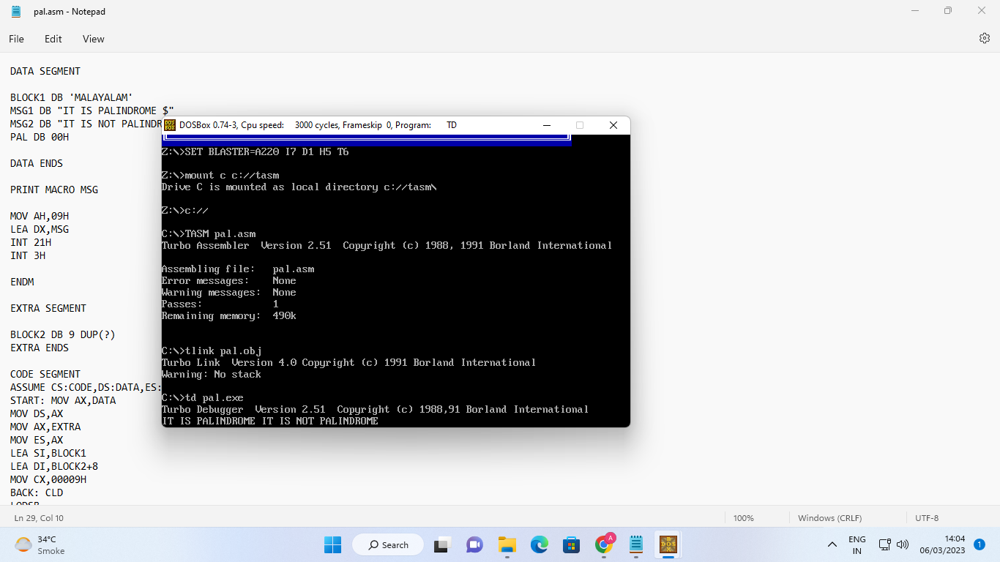 pal.asm - Notepad
File Edit View
DATA SEGMENT
BLOCK1 DB 'MALAYALAM'
MSG1 DB "IT IS PALINDROME $"
MSG2 DB "IT IS NOT PALINDR
PAL DB 00H
DATA ENDS
PRINT MACRO MSG
MOV AH,09H
LEA DX,MSG
INT 21H
INT 3H
ENDM
EXTRA SEGMENT
BLOCK2 DB 9 DUP(?)
EXTRA ENDS
CODE SEGMENT
ASSUME CS:CODE,DS:DATA,ES:
START: MOV AX,DATA
MOV DS,AX
MOV AX,EXTRA
MOV ES,AX
LEA SI,BLOCK1
LEA DI,BLOCK2+8
MOV CX,00009H
BACK: CLD
LODSB
DOSBox 0.74-3, Cpu speed: 3000 cycles, Frameskip 0, Program: TD
Z:\>SET BLASTER=A220 I7 D1 H5 T6
Z:\>mount c c://tasm
Drive C is mounted as local directory c://tasm\
Z:\>c://
C:\>TASM pal.asm
Turbo Assembler Version 2.51 Copyright (c) 1988, 1991 Borland International
Assembling file: pal.asm
Error messages: None
Warning messages: None
Passes: 1
Remaining memory: 490k
C:\>tlink pal.obj
Turbo Link Version 4.0 Copyright (c) 1991 Borland International
Warning: No stack
C:\>td pal.exe
Turbo Debugger Version 2.51 Copyright (c) 1988,91 Borland International
IT IS PALINDROME IT IS NOT PALINDROME
Ln 29, Col 10 100% Windows (CRLF) UTF-8
34°C
Smoke
Search
A
DOS
BOX
ENG
IN
14:04
06/03/2023
1